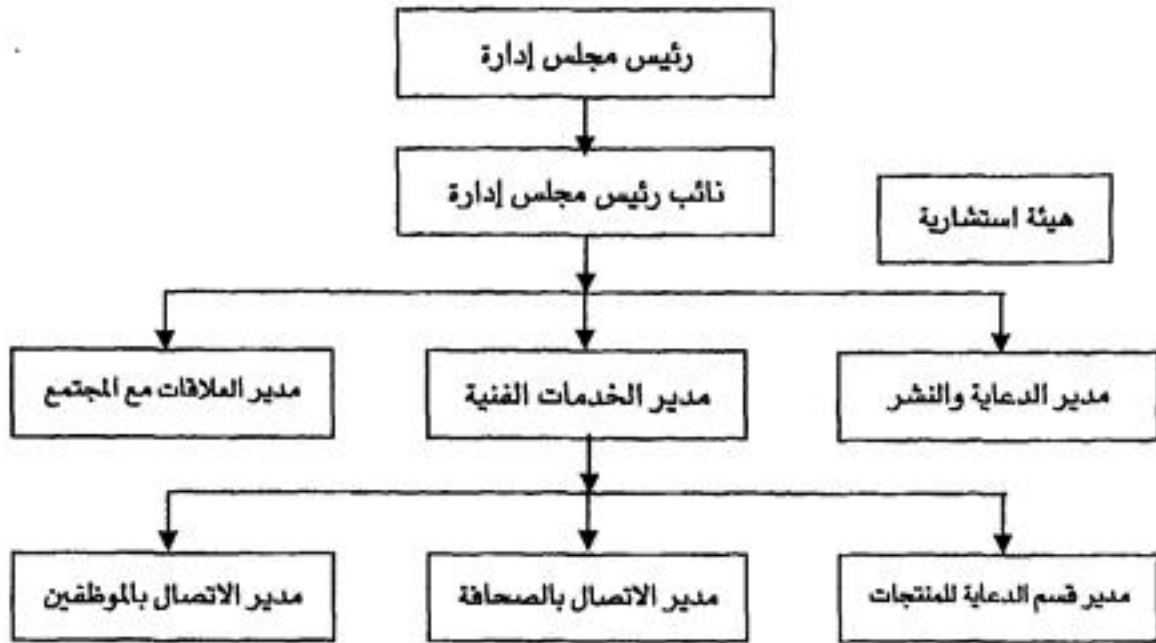 رئيس مجلس إدارة
نائب رئيس مجلس إدارة
هيئة استشارية
مدير الدعاية والنشر
مدير الخدمات الفنية
مدير العلاقات مع المجتمع
مدير قسم الدعاية للمنتجات
مدير الاتصال بالصحافة
مدير الاتصال بالموظفين